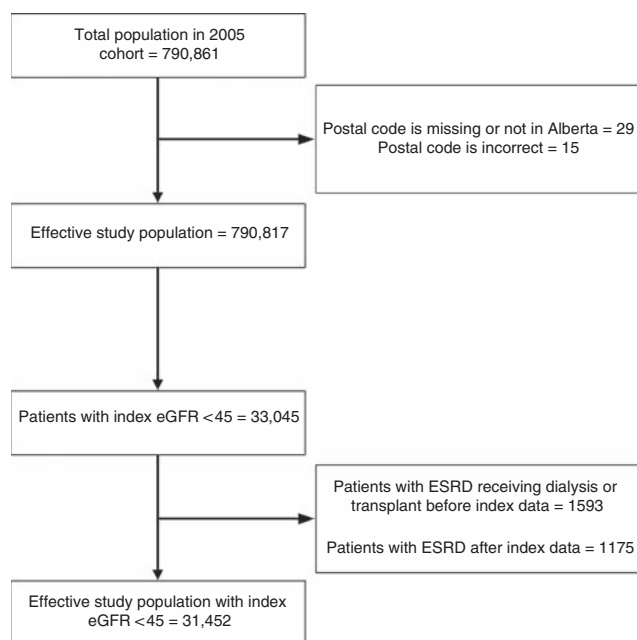 Total population in 2005
cohort = 790,861
Postal code is missing or not in Alberta = 29
Postal code is incorrect = 15
Effective study population = 790,817
Patients with index eGFR <45 = 33,045
Patients with ESRD receiving dialysis or
transplant before index data = 1593
Patients with ESRD after index data = 1175
Effective study population with index
eGFR <45 = 31,452